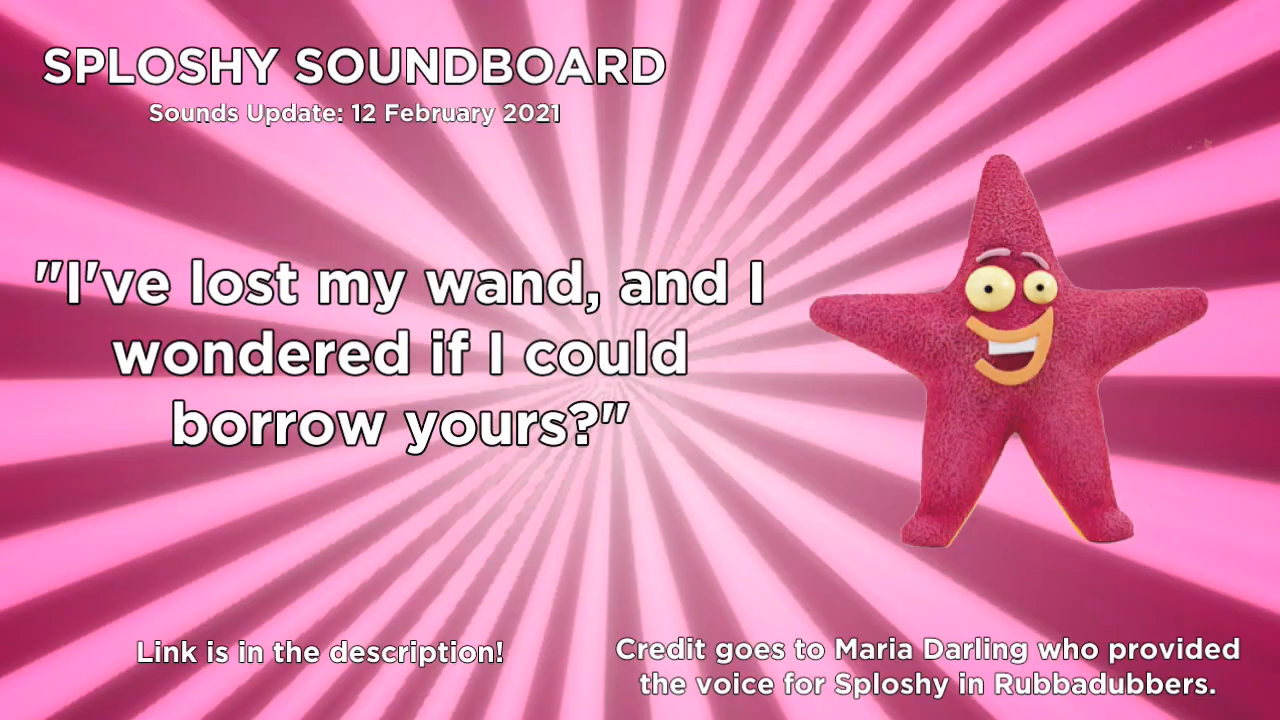 SPLOSHY SOUNDBOARD
Sounds Update: 12 February 2021
"I've lost my wand, and I
wondered if I could
borrow yours?"
Link is in the description!
Credit goes to Maria Darling who provided
the voice for Sploshy in Rubbadubbers.